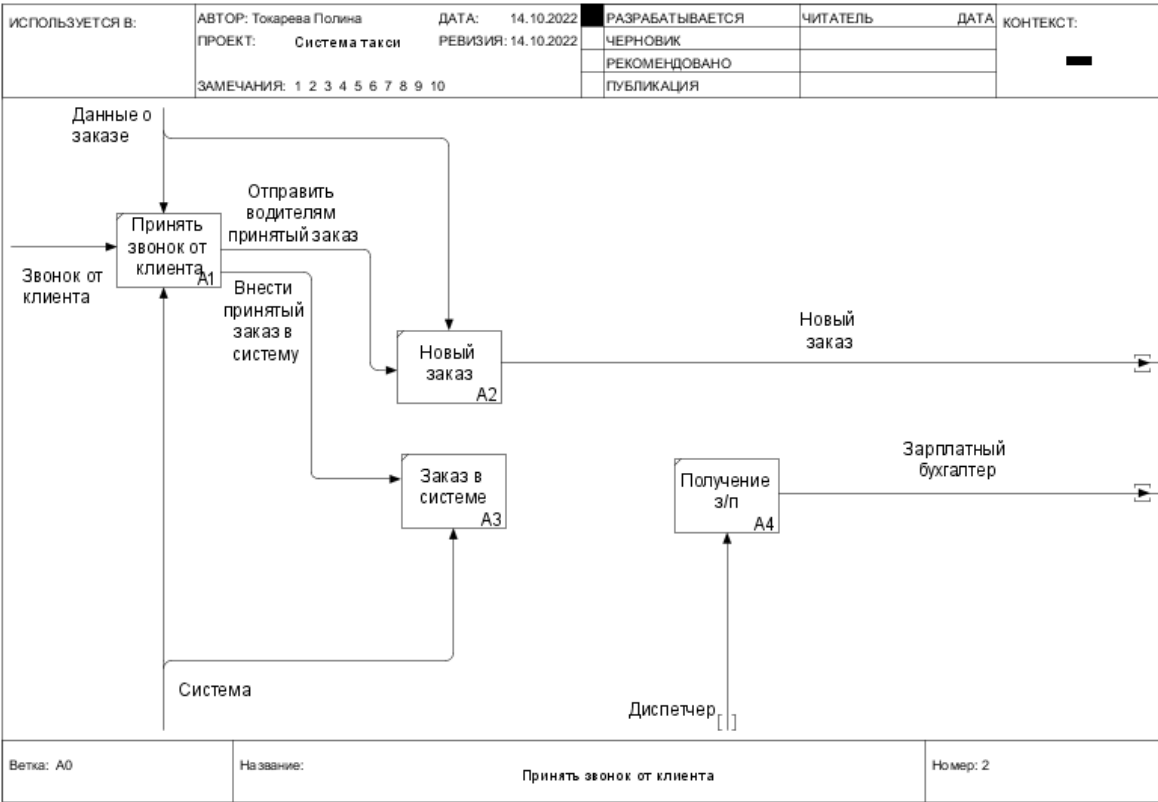 ИСПОЛЬЗУЕТСЯ В:
АВТОР: Токарева Полина
ДАТА: 14.10.2022
ПРОЕКТ: Система такси
РЕВИЗИЯ: 14.10.2022
ЗАМЕЧАНИЯ: 1 2 3 4 5 6 7 8 9 10
РАЗРАБАТЫВАЕТСЯ
ЧЕРНОВИК
РЕКОМЕНДОВАНО
ПУБЛИКАЦИЯ
ЧИТАТЕЛЬ
ДАТА
КОНТЕКСТ:
Данные о
заказе
Отправить
водителям
принятый заказ
Принять
звонок от
клиента
A1
Звонок от
клиента
Внести
принятый
заказ в
систему
Новый
заказ
A2
Новый
заказ
Заказ в
системе
A3
Получение
з/п
A4
Зарплатный
бухгалтер
Система
Диспетчер
Ветка: A0
Название:
Принять звонок от клиента
Номер: 2